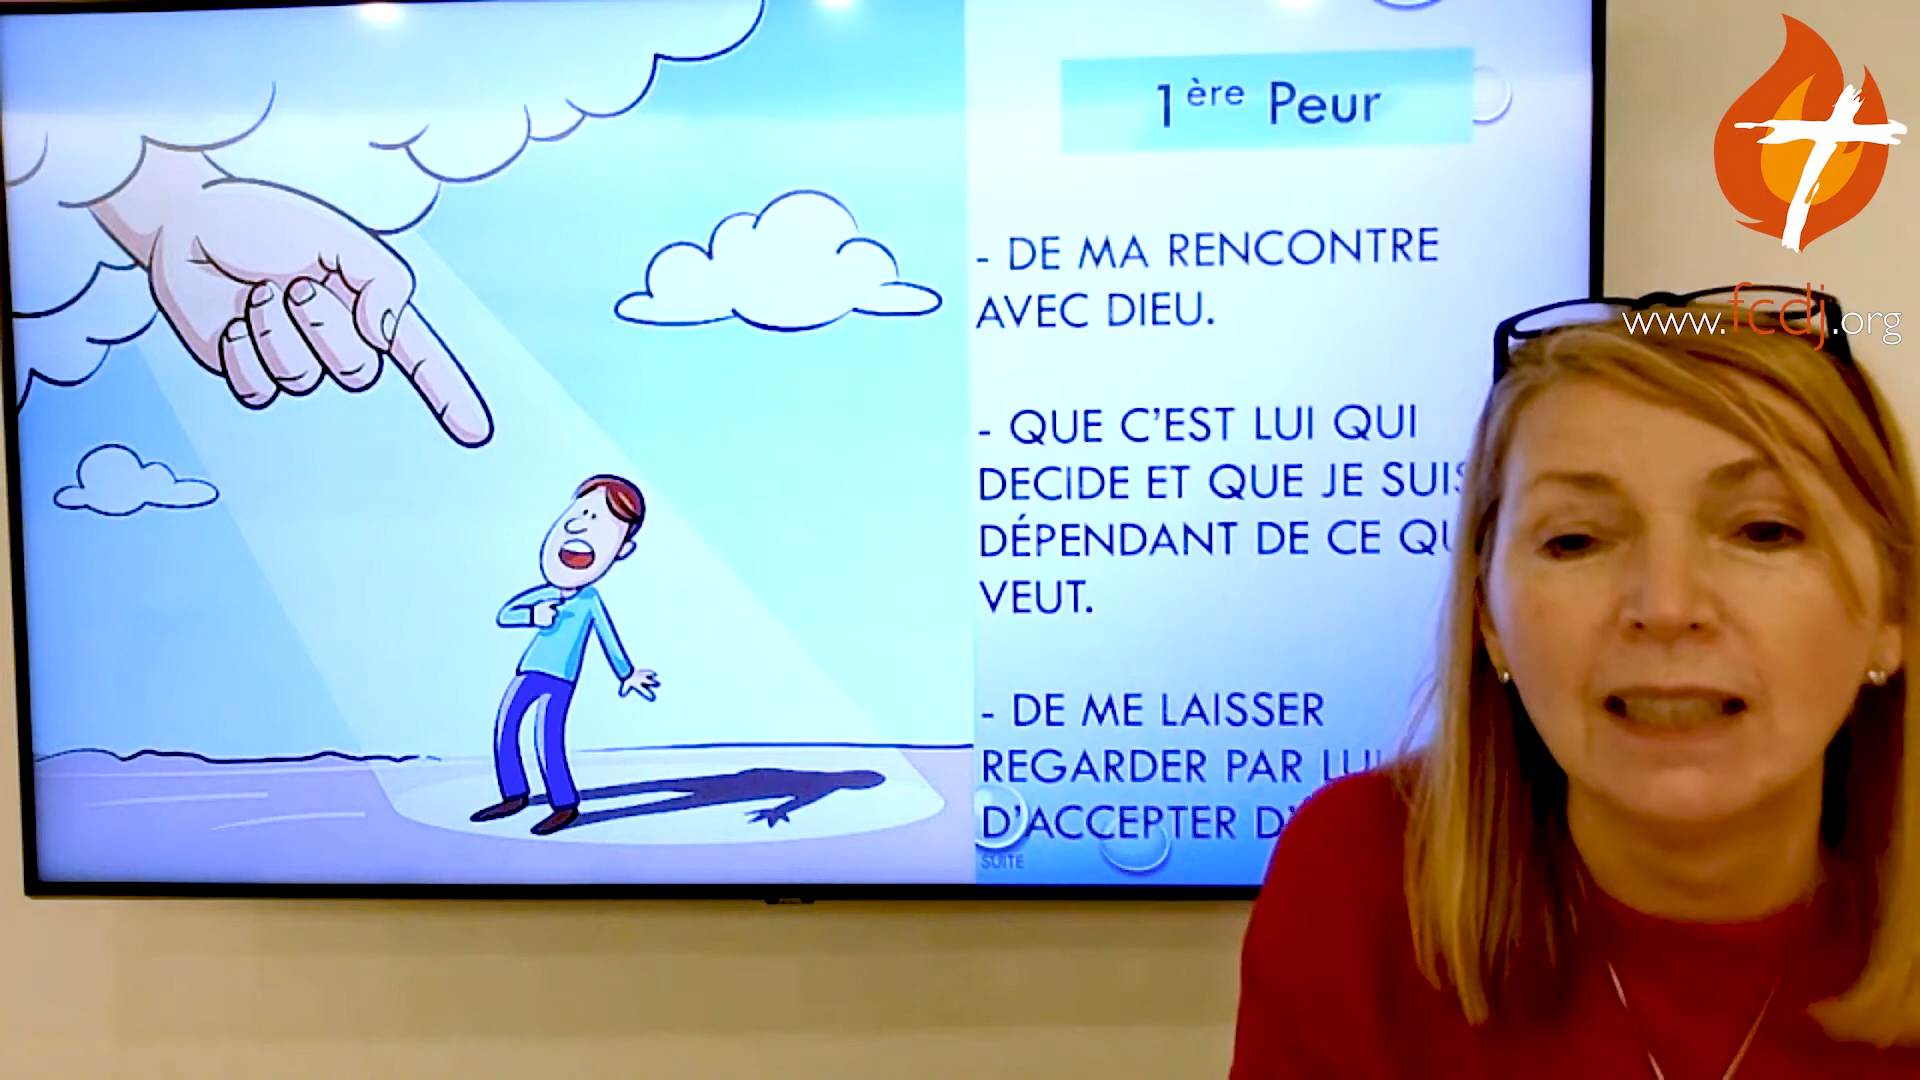 1ère Peur
- DE MA RENCONTRE
AVEC DIEU.
- QUE C'EST LUI QUI
DECIDE ET QUE JE SUIS
DÉPENDANT DE CE
VEUT.
- DE ME LAISSER
REGARDER PAR LUI
D'ACCEPTER
SUITE
www.fcdj.org